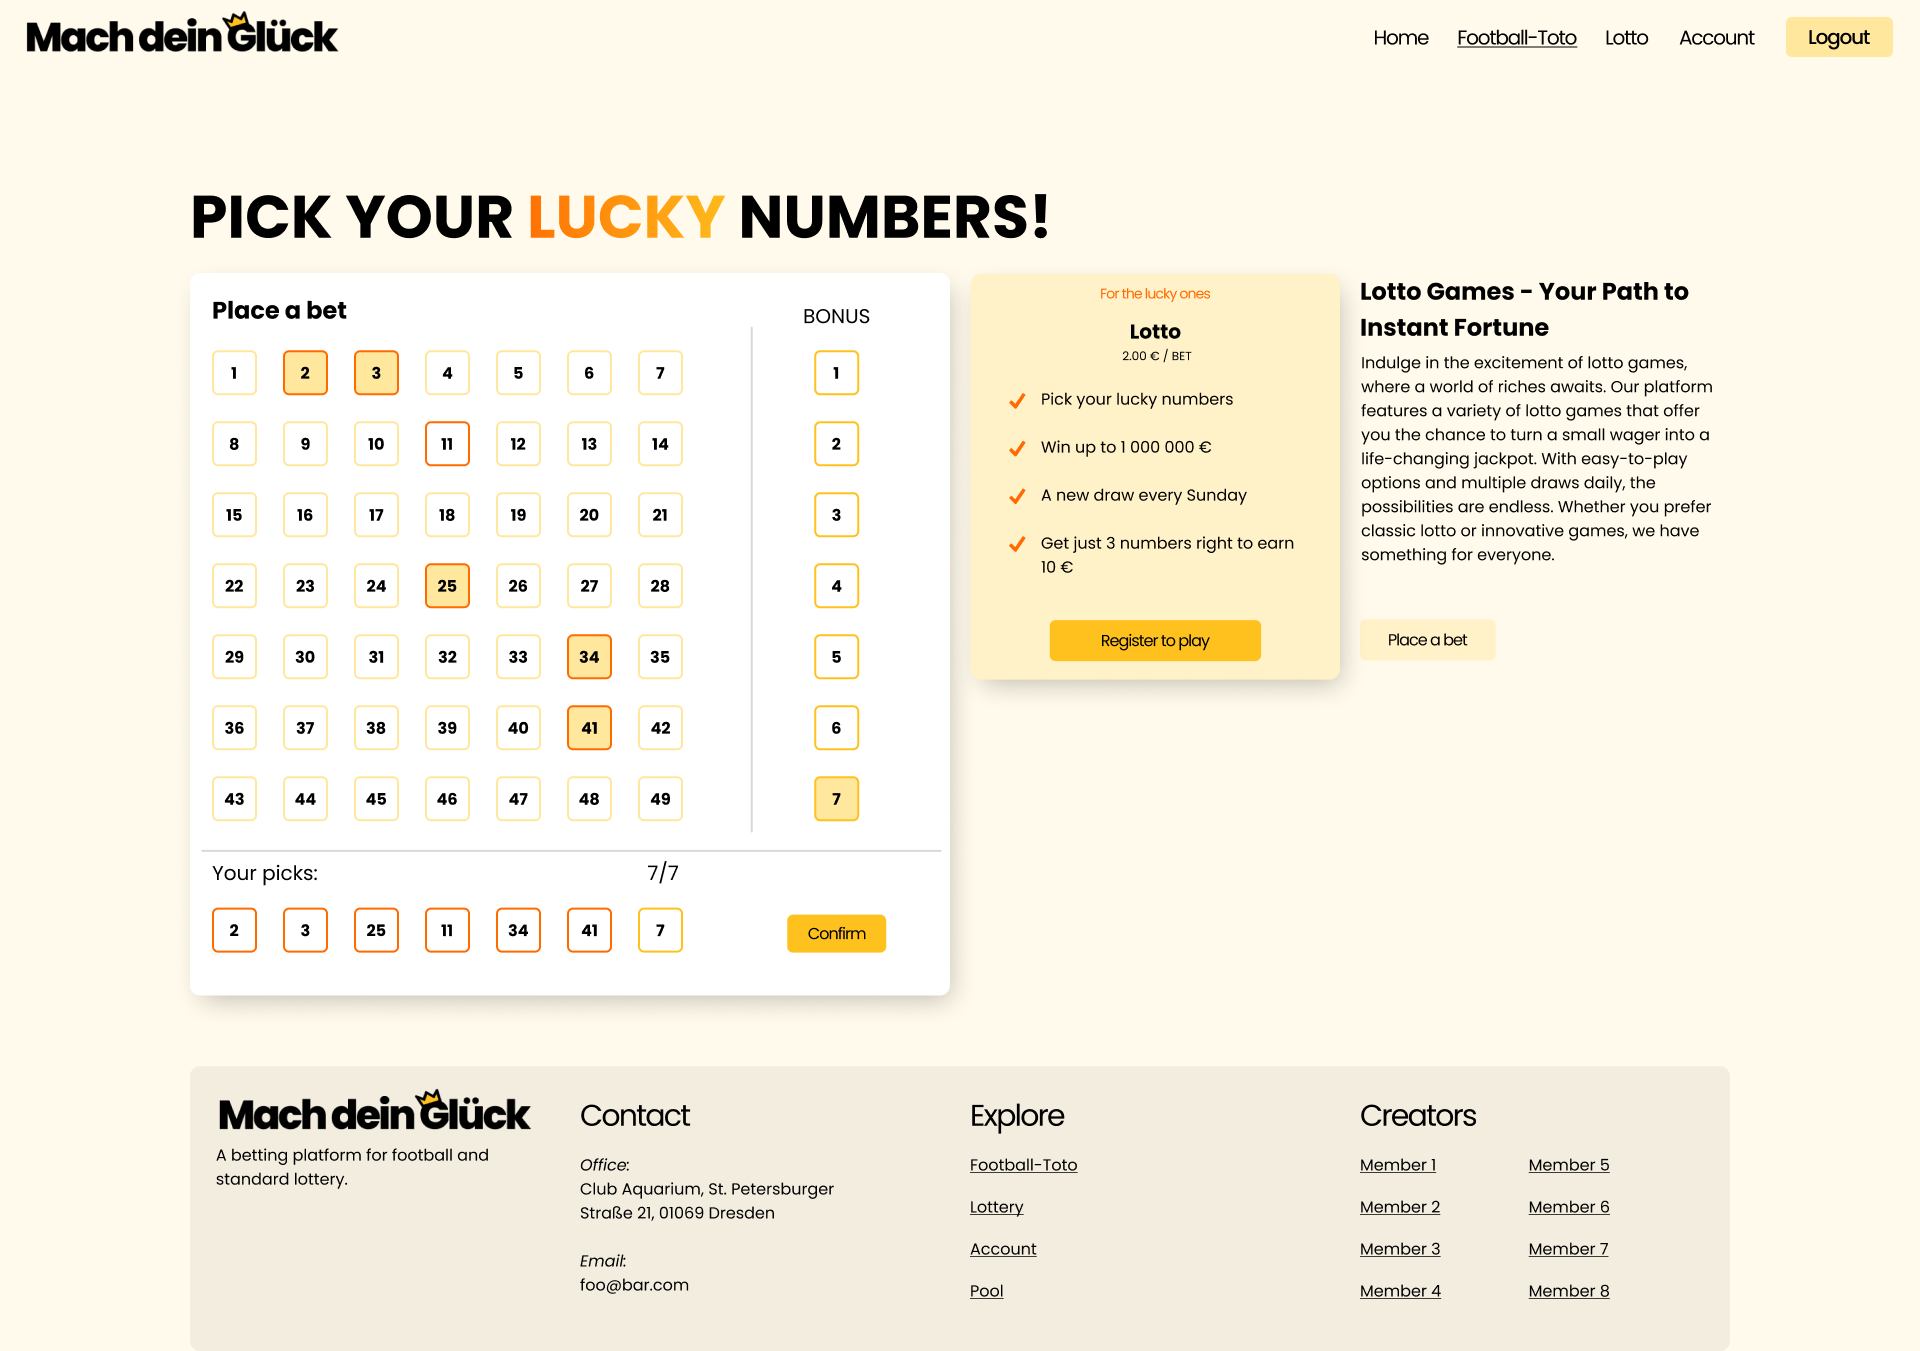 Mach dein Glück
Home Football-Toto Lotto Account Logout
PICK YOUR LUCKY NUMBERS!
Place a bet
BONUS
1 2 3 4 5 6 7 1
8 9 10 11 12 13 14 2
15 16 17 18 19 20 21 3
22 23 24 25 26 27 28 4
29 30 31 32 33 34 35 5
36 37 38 39 40 41 42 6
43 44 45 46 47 48 49 7
Your picks: 7/7
2 3 25 11 34 41 7
Confirm
For the lucky ones
Lotto
2.00 € / BET
Pick your lucky numbers
Win up to 1 000 000 €
A new draw every Sunday
Get just 3 numbers right to earn
10 €
Register to play
Lotto Games - Your Path to
Instant Fortune
Indulge in the excitement of lotto games,
where a world of riches awaits. Our platform
features a variety of lotto games that offer
you the chance to turn a small wager into a
life-changing jackpot. With easy-to-play
options and multiple draws daily, the
possibilities are endless. Whether you prefer
classic lotto or innovative games, we have
something for everyone.
Place a bet
Mach dein Glück
A betting platform for football and
standard lottery.
Contact
Office:
Club Aquarium, St. Petersburger
Straße 21, 01069 Dresden
Email:
foo@bar.com
Explore
Football-Toto
Lottery
Account
Pool
Creators
Member 1
Member 2
Member 3
Member 4
Member 5
Member 6
Member 7
Member 8